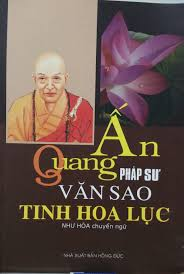 Ấn
Quang PHÁP SƯ
VĂN SAO
TINH HOA LỤC
NHƯ HÒA chuyển ngữ
NHÀ XUẤT BẢN HỒNG ĐỨC